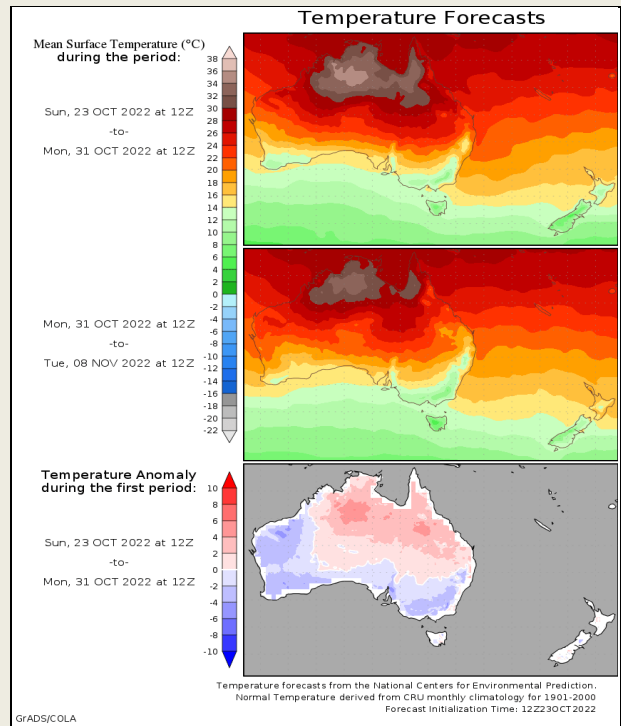 Temperature Forecasts
Mean Surface Temperature (°C)
during the period:
Sun, 23 OCT 2022 at 12Z
-to-
Mon, 31 OCT 2022 at 12Z
38
36
34
32
30
28
26
24
22
20
18
16
14
12
10
8
6
4
2
0
-2
-4
-6
-8
-10
-12
-14
-16
-18
-20
-22
Mon, 31 OCT 2022 at 12Z
-to-
Tue, 08 NOV 2022 at 12Z
Temperature Anomaly
during the first period:
Sun, 23 OCT 2022 at 12Z
-to-
Mon, 31 OCT 2022 at 12Z
10
8
6
4
2
0
-2
-4
-6
-8
-10
Temperature forecasts from the National Centers for Environmental Prediction.
Normal Temperature derived from CRU monthly climatology for 1901-2000
Forecast Initialization Time: 12Z23OCT2022
GrADS/COLA